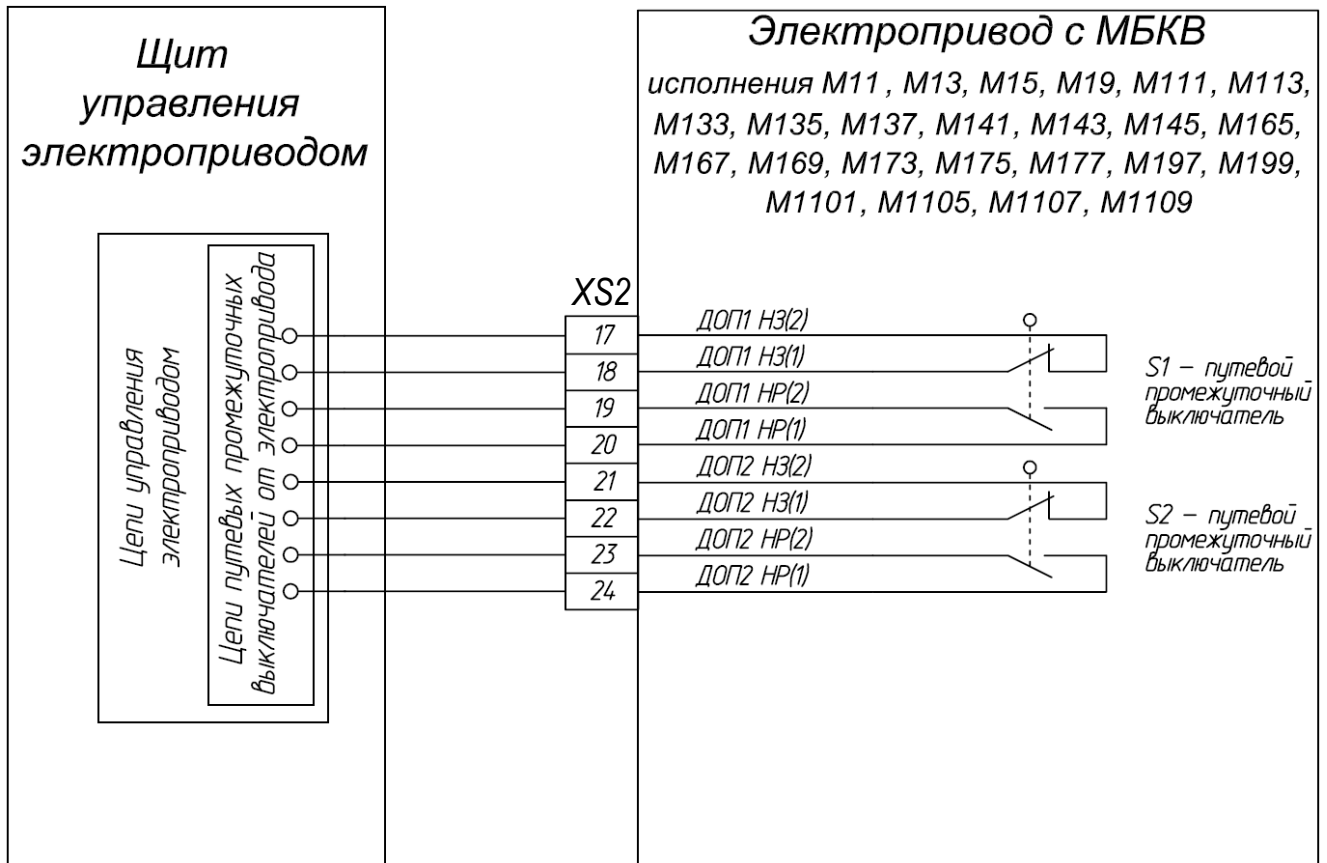 Щит
управления
электроприводом
Цепи управления
электроприводом
Цепи путевых промежуточных
выключателей от электропривода
XS2
17
18
19
20
21
22
23
24
Электропривод с МБКВ
исполнения М11 , М13, М15, М19, М111, М113,
М133, М135, М137, М141, М143, М145, М165,
М167, М169, М173, М175, М177, М197, М199,
М1101, М1105, М1107, М1109
ДОП1 НЗ(2)
ДОП1 НЗ(1)
ДОП1 НР(2)
ДОП1 НР(1)
ДОП2 НЗ(2)
ДОП2 НЗ(1)
ДОП2 НР(2)
ДОП2 НР(1)
S1 – путевой
промежуточный
выключатель
S2 – путевой
промежуточный
выключатель